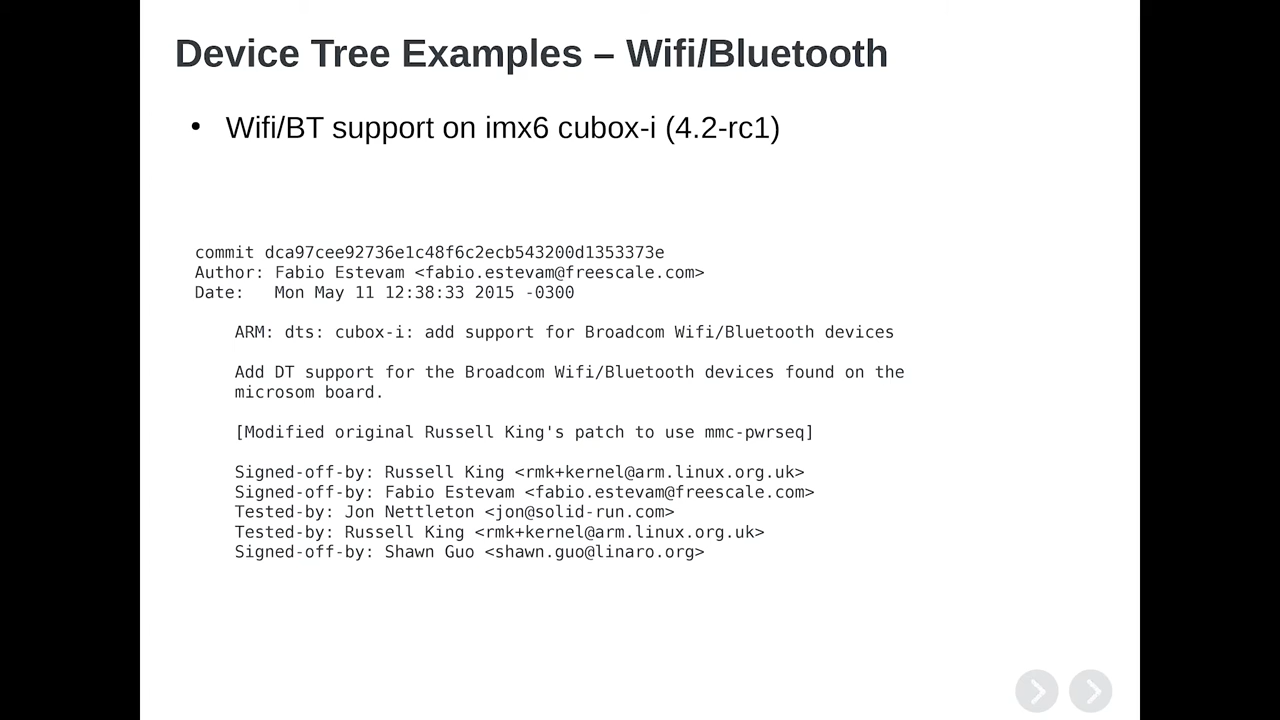 Device Tree Examples – Wifi/Bluetooth
• Wifi/BT support on imx6 cubox-i (4.2-rc1)
commit dca97cee92736e1c48f6c2ecb543200d1353373e
Author: Fabio Estevam <fabio.estevam@freescale.com>
Date:   Mon May 11 12:38:33 2015 -0300
ARM: dts: cubox-i: add support for Broadcom Wifi/Bluetooth devices
Add DT support for the Broadcom Wifi/Bluetooth devices found on the
microsom board.
[Modified original Russell King's patch to use mmc-pwrseq]
Signed-off-by: Russell King <rmk+kernel@arm.linux.org.uk>
Signed-off-by: Fabio Estevam <fabio.estevam@freescale.com>
Tested-by: Jon Nettleton <jon@solid-run.com>
Tested-by: Russell King <rmk+kernel@arm.linux.org.uk>
Signed-off-by: Shawn Guo <shawn.guo@linaro.org>